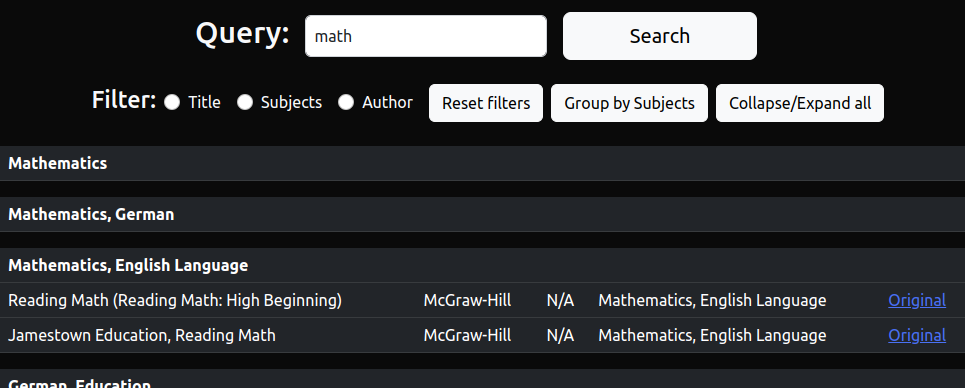 Query: math Search
Filter: Title Subjects Author Reset filters Group by Subjects Collapse/Expand all
Mathematics
Mathematics, German
Mathematics, English Language
Reading Math (Reading Math: High Beginning) McGraw-Hill N/A Mathematics, English Language Original
Jamestown Education, Reading Math McGraw-Hill N/A Mathematics, English Language Original
German, Education